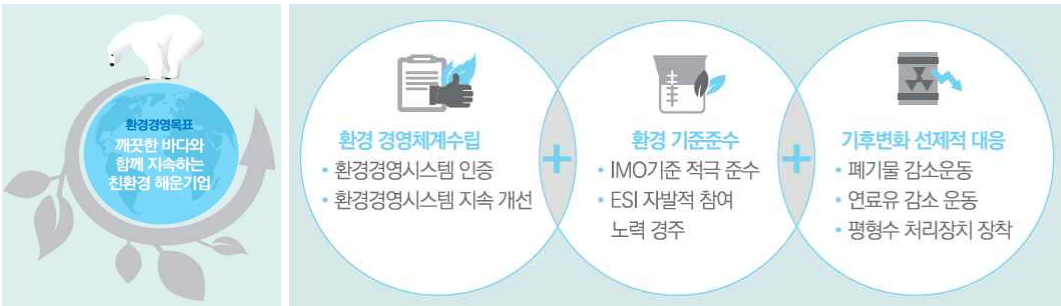 환경경영목표
깨끗한 바다와
함께 지속하는
친환경 해운기업
환경 경영체계수립
• 환경경영시스템 인증
• 환경경영시스템 지속 개선
+
환경 기준준수
• IMO기준 적극 준수
• ESI 자발적 참여
노력 경주
+
기후변화 선제적 대응
• 폐기물 감소운동
• 연료유 감소 운동
• 평형수 처리장치 장착